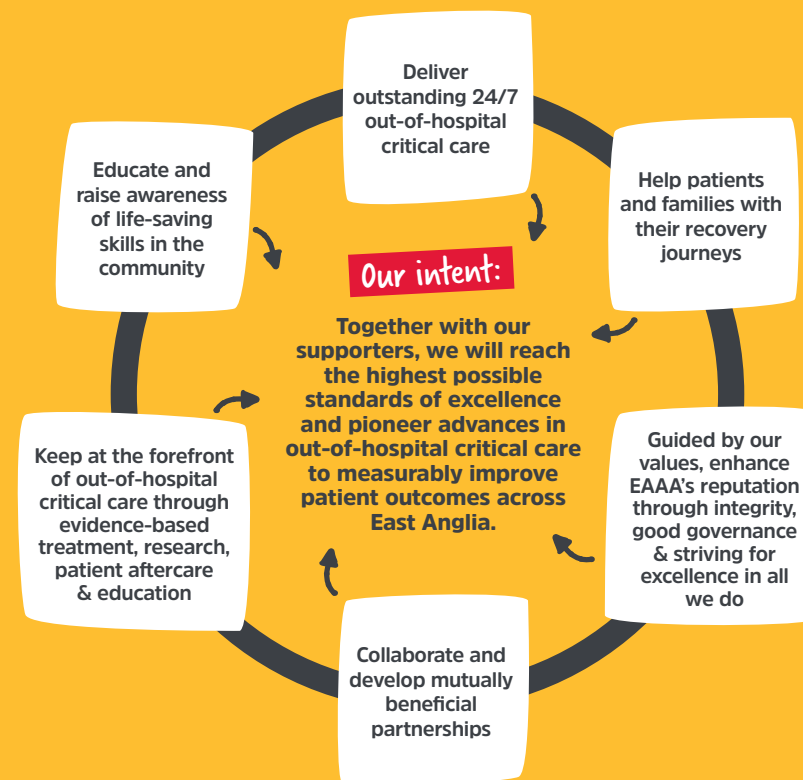 Deliver
outstanding 24/7
out-of-hospital
critical care
Help patients
and families with
their recovery
journeys
Guided by our
values, enhance
EAAA’s reputation
through integrity,
good governance
& striving for
excellence in all
we do
Collaborate and
develop mutually
beneficial
partnerships
Keep at the forefront
of out-of-hospital
critical care through
evidence-based
treatment, research,
patient aftercare
& education
Educate and
raise awareness
of life-saving
skills in the
community
Our intent:
Together with our
supporters, we will reach
the highest possible
standards of excellence
and pioneer advances in
out-of-hospital critical care
to measurably improve
patient outcomes across
East Anglia.